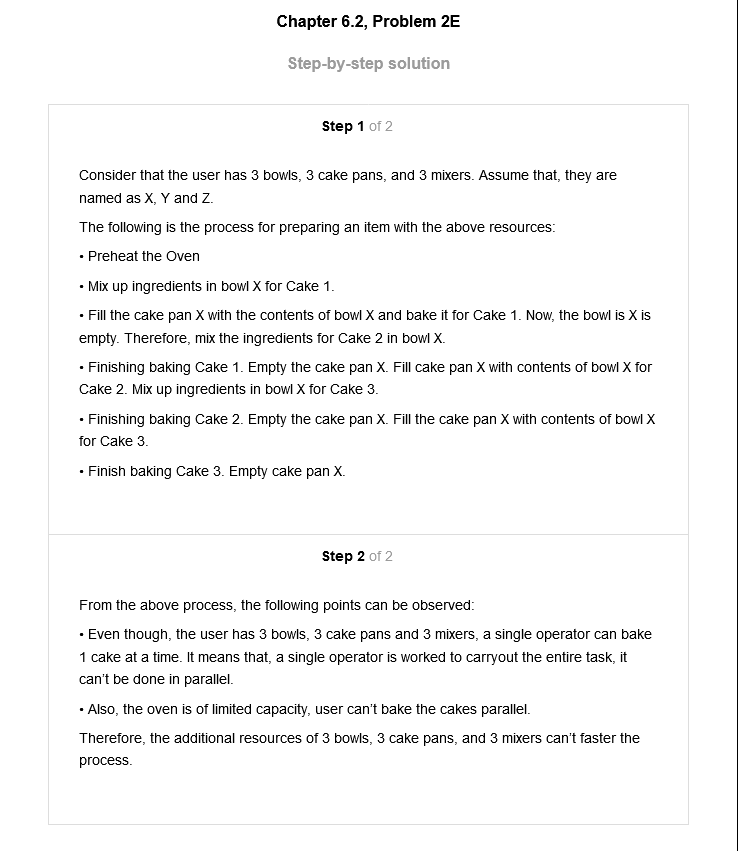 Chapter 6.2, Problem 2E
Step-by-step solution
Step 1 of 2
Consider that the user has 3 bowls, 3 cake pans, and 3 mixers. Assume that, they are
named as X, Y and Z.
The following is the process for preparing an item with the above resources:
• Preheat the Oven
• Mix up ingredients in bowl X for Cake 1.
• Fill the cake pan X with the contents of bowl X and bake it for Cake 1. Now, the bowl is X is
empty. Therefore, mix the ingredients for Cake 2 in bowl X.
• Finishing baking Cake 1. Empty the cake pan X. Fill cake pan X with contents of bowl X for
Cake 2. Mix up ingredients in bowl X for Cake 3.
• Finishing baking Cake 2. Empty the cake pan X. Fill the cake pan X with contents of bowl X
for Cake 3.
• Finish baking Cake 3. Empty cake pan X.
Step 2 of 2
From the above process, the following points can be observed:
• Even though, the user has 3 bowls, 3 cake pans and 3 mixers, a single operator can bake
1 cake at a time. It means that, a single operator is worked to carryout the entire task, it
can’t be done in parallel.
• Also, the oven is of limited capacity, user can’t bake the cakes parallel.
Therefore, the additional resources of 3 bowls, 3 cake pans, and 3 mixers can’t faster the
process.